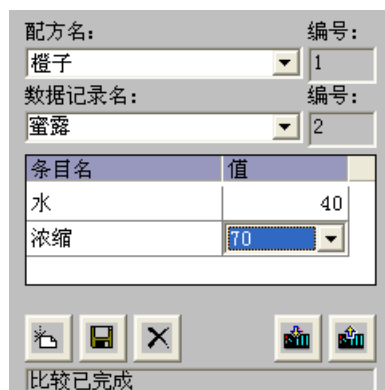 配方名: 编号:
橙子 1
数据记录名: 编号:
蜜露 2
条目名 值
水 40
浓缩 70
比较已完成